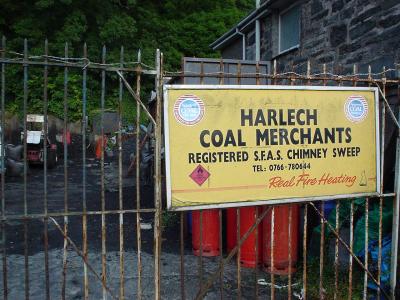 HARLECH
COAL MERCHANTS
REGISTERED S.F.A.S. CHIMNEY SWEEP
TEL: 0766-780644
Real Fire Heating